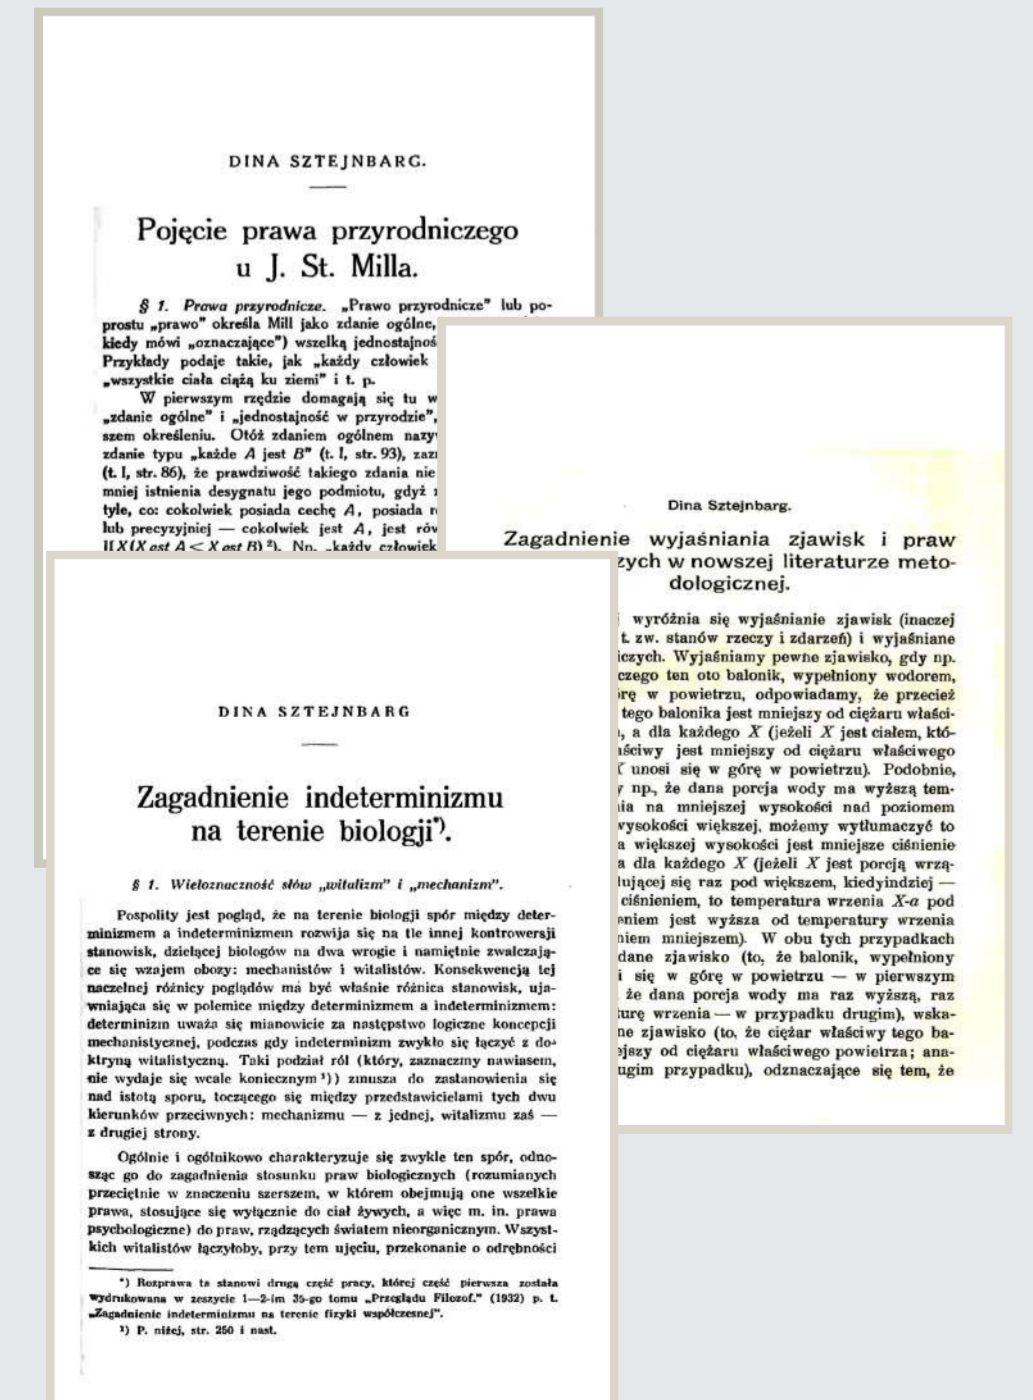 DINA SZTEJNBARG.
Pojęcie prawa przyrodniczego
u J. St. Milla.
§ 1. Prawa przyrodnicze. „Prawo przyrodnicze” lub po-
prostu „prawo” określa Mill jako zdanie ogólne,
kiedy mówi „oznaczające”) wszelką jednostajnoś
Przykłady podaje takie, jak „każdy człowiek
„wszystkie ciała ciążą ku ziemi” i t. p.
W pierwszym rzędzie domagają się tu w
„zdanie ogólne” i „jednostajność w przyrodzie”,
szem określeniu. Otóż zdaniem ogólnem nazy
zdanie typu „każde A jest B” (t. I, str. 93), zaz
(t. I, str. 86), że prawdziwość takiego zdania nie
mniej istnienia desygnatu jego podmiotu, gdyż
tyle, co: cokolwiek posiada cechę A, posiada
lub precyzyjniej — cokolwiek jest A, jest rów
Π X (X est A < X est B) ²). Np. „każdy człowiek
Dina Sztejnbarg.
Zagadnienie wyjaśniania zjawisk i praw
zych w nowszej literaturze meto-
dologicznej.
wyróżnia się wyjaśnianie zjawisk (inaczej
t. zw. stanów rzeczy i zdarzeń) i wyjaśniane
iczych. Wyjaśniamy pewne zjawisko, gdy np.
czego ten oto balonik, wypełniony wodorem,
rę w powietrzu, odpowiadamy, że przecież
tego balonika jest mniejszy od ciężaru właści-
, a dla każdego X (jeżeli X jest ciałem, któ-
ściwy jest mniejszy od ciężaru właściwego
unosi się w górę w powietrzu). Podobnie,
np., że dana porcja wody ma wyższą tem-
ia na mniejszej wysokości nad poziomem
wysokości większej, możemy wytłumaczyć to
a większej wysokości jest mniejsze ciśnienie
a dla każdego X (jeżeli X jest porcją wrzą-
lującej się raz pod większem, kiedyindziej —
ciśnieniem, to temperatura wrzenia X-a pod
niem jest wyższa od temperatury wrzenia
niem mniejszem). W obu tych przypadkach
dane zjawisko (to, że balonik, wypełniony
i się w górę w powietrzu — w pierwszym
że dana porcja wody ma raz wyższą, raz
urę wrzenia — w przypadku drugim), wska-
ne zjawisko (to, że ciężar właściwy tego ba-
jszy od ciężaru właściwego powietrza; ana-
ugim przypadku), odznaczające się tem, że
DINA SZTEJNBARG
Zagadnienie indeterminizmu
na terenie biologji*).
§ 1. Wieloznaczność słów „witalizm” i „mechanizm”.
Pospolity jest pogląd, że na terenie biologji spór między deter-
minizmem a indeterminizmem rozwija się na tle innej kontrowersji
stanowisk, dzielącej biologów na dwa wrogie i namiętnie zwalczają-
ce się wzajem obozy: mechanistów i witalistów. Konsekwencją tej
naczelnej różnicy poglądów ma być właśnie różnica stanowisk, uja-
wniająca się w polemice między determinizmem a indeterminizmem:
determinizm uważa się mianowicie za następstwo logiczne koncepcji
mechanistycznej, podczas gdy indeterminizm zwykło się łączyć z do-
ktryną witalistyczną. Taki podział ról (który, zaznaczmy nawiasem,
nie wydaje się wcale koniecznym ¹)) zmusza do zastanowienia się
nad istotą sporu, toczącego się między przedstawicielami tych dwu
kierunków przeciwnych: mechanizmu — z jednej, witalizmu zaś —
z drugiej strony.
Ogólnie i ogólnikowo charakteryzuje się zwykle ten spór, odno-
sząc go do zagadnienia stosunku praw biologicznych (rozumianych
przeciętnie w znaczeniu szerszem, w którem obejmują one wszelkie
prawa, stosujące się wyłącznie do ciał żywych, a więc m. in. prawa
psychologiczne) do praw, rządzących światem nieorganicznym. Wszyst-
kich witalistów łączyłoby, przy tem ujęciu, przekonanie o odrębności
*) Rozprawa ta stanowi drugą część pracy, której część pierwsza została
wydrukowana w zeszycie 1—2-im 35-go tomu „Przeglądu Filozof.” (1932) p. t.
„Zagadnienie indeterminizmu na terenie fizyki współczesnej”.
¹) P. niżej, str. 250 i nast.